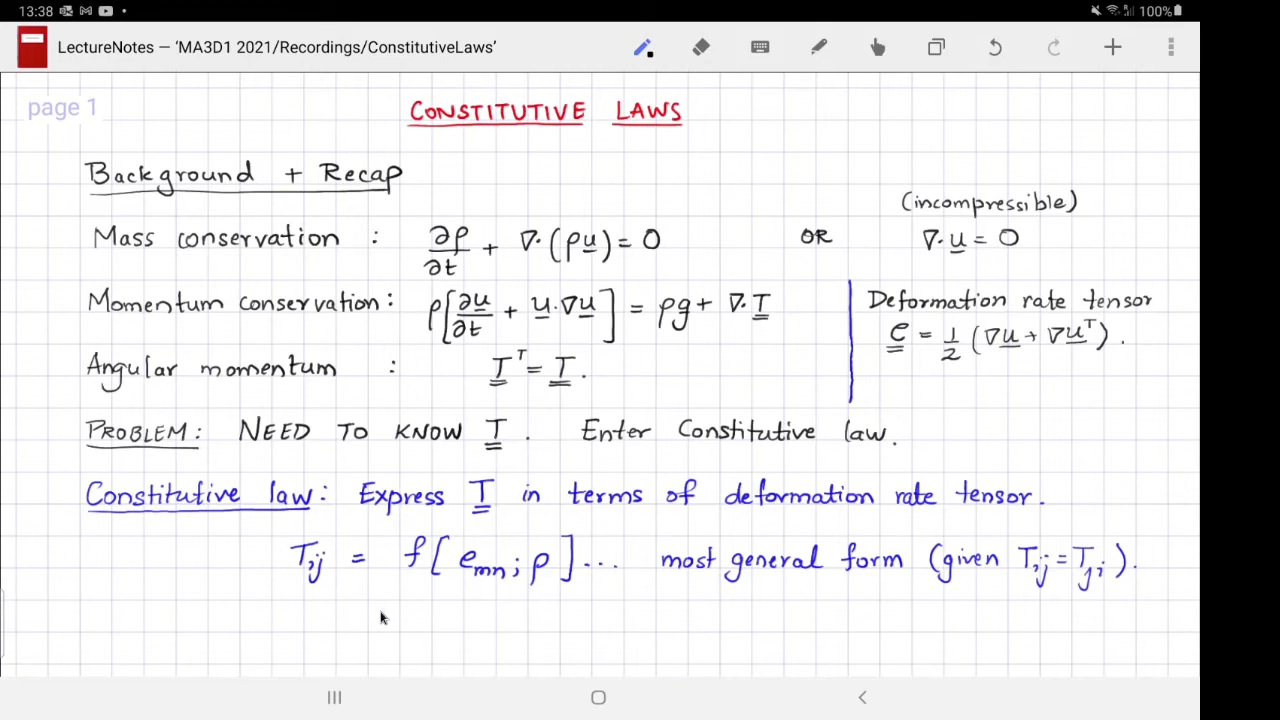 13:38 100%
LectureNotes — ‘MA3D1 2021/Recordings/ConstitutiveLaws’
page 1
CONSTITUTIVE LAWS
Background + Recap
(incompressible)
Mass conservation : ∂ρ/∂t + ∇·(ρu) = 0 OR ∇·u = 0
Momentum conservation: ρ[∂u/∂t + u·∇u] = ρg + ∇·T
Deformation rate tensor
e = 1/2 (∇u + ∇u^T).
Angular momentum : T^T = T.
PROBLEM: NEED TO KNOW T. Enter Constitutive law.
Constitutive law: Express T in terms of deformation rate tensor.
T_ij = f[e_mn; ρ]... most general form (given T_ij = T_ji).